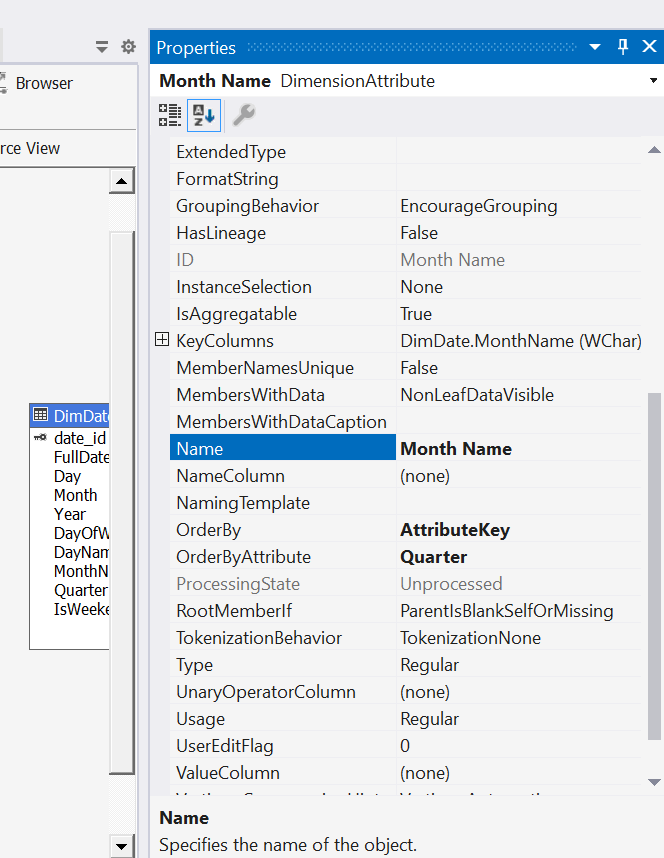 Properties
Browser
Month Name DimensionAttribute
rce View
ExtendedType
FormatString
GroupingBehavior EncourageGrouping
HasLineage False
ID Month Name
InstanceSelection None
IsAggregatable True
KeyColumns DimDate.MonthName (WChar)
MemberNamesUnique False
MembersWithData NonLeafDataVisible
MembersWithDataCaption
Name Month Name
NameColumn (none)
NamingTemplate
OrderBy AttributeKey
OrderByAttribute Quarter
ProcessingState Unprocessed
RootMemberIf ParentIsBlankSelfOrMissing
TokenizationBehavior TokenizationNone
Type Regular
UnaryOperatorColumn (none)
Usage Regular
UserEditFlag 0
ValueColumn (none)
DimDate
date_id
FullDate
Day
Month
Year
DayOfW
DayNam
MonthN
Quarter
IsWeeke
Name
Specifies the name of the object.